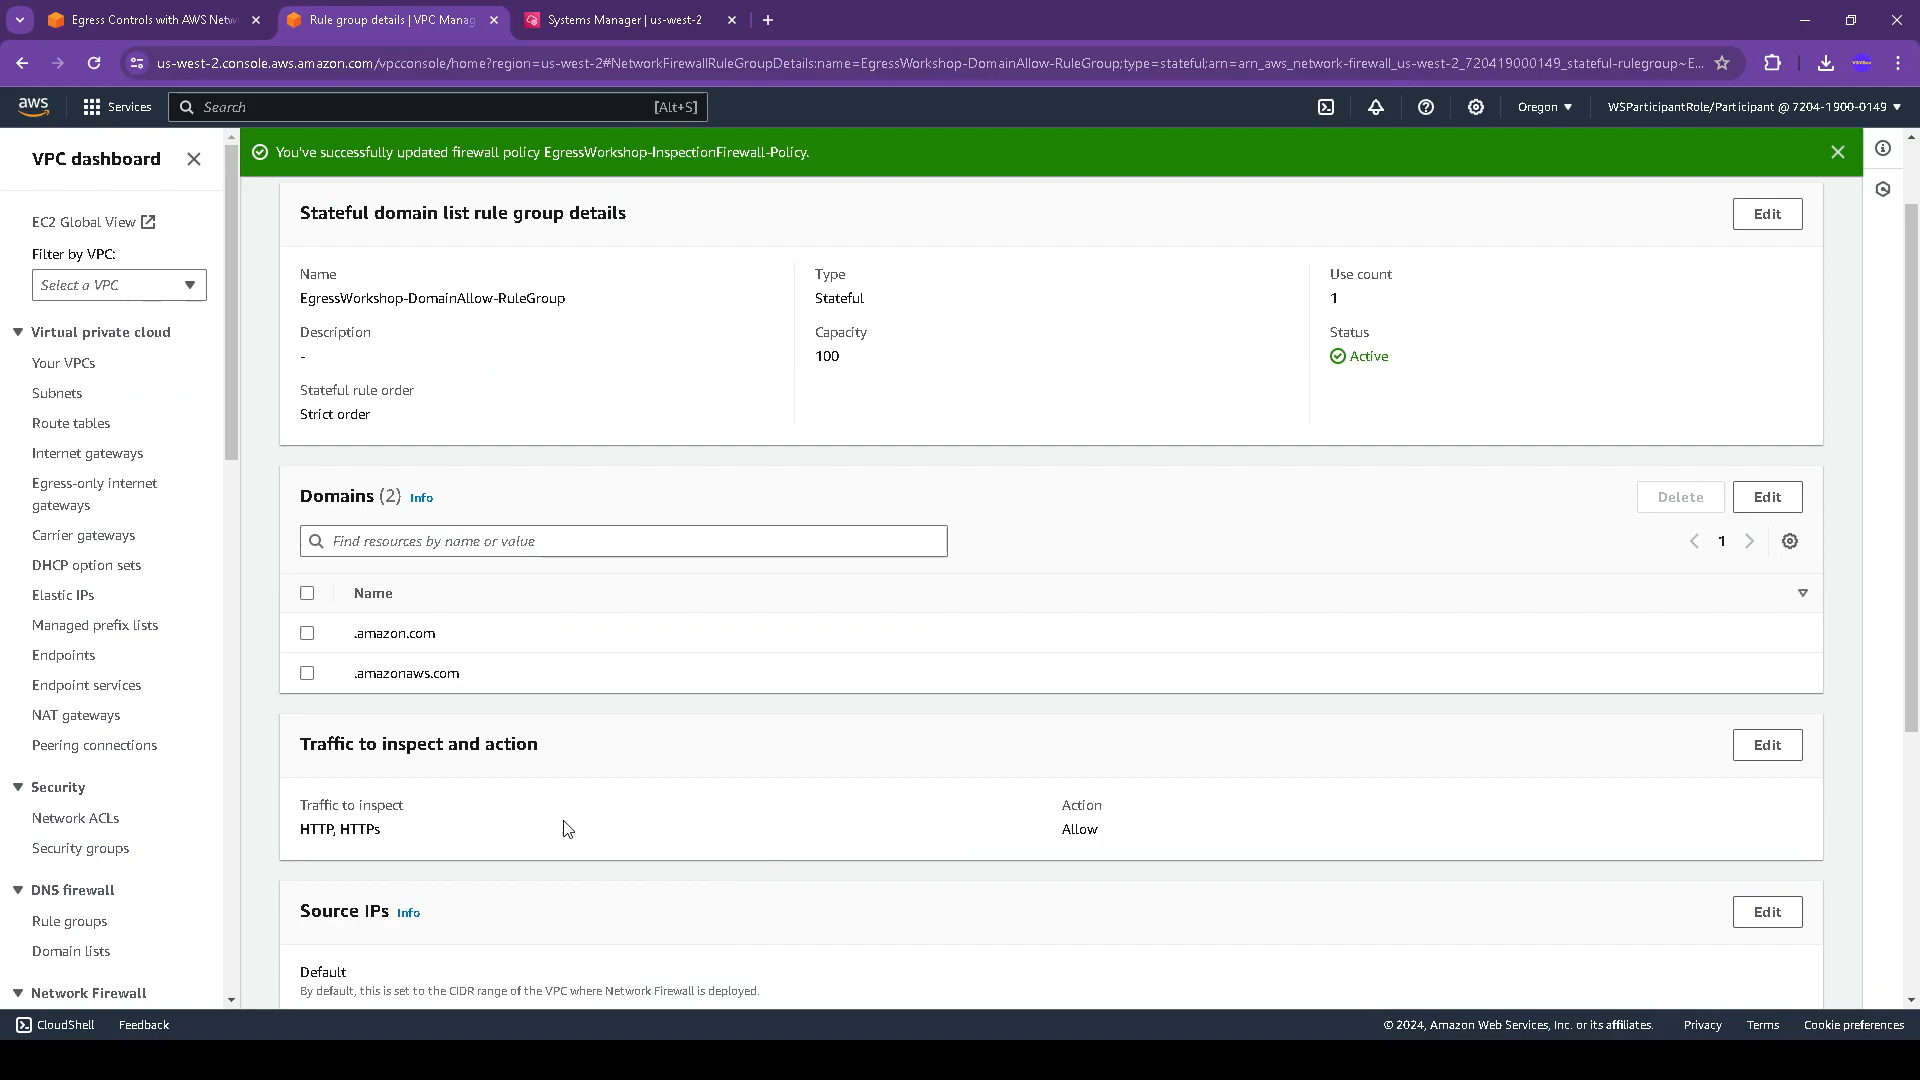 Egress Controls with AWS Netw
Rule group details | VPC Manag
Systems Manager | us-west-2
us-west-2.console.aws.amazon.com/vpcconsole/home?region=us-west-2#NetworkFirewallRuleGroupDetails:name=EgressWorkshop-DomainAllow-RuleGroup;type=stateful;arn=arn_aws_network-firewall_us-west-2_720419000149_stateful-rulegroup~E...
aws
Services
Search
[Alt+S]
Oregon
WSParticipantRole/Participant @ 7204-1900-0149
VPC dashboard
EC2 Global View
Filter by VPC:
Select a VPC
Virtual private cloud
Your VPCs
Subnets
Route tables
Internet gateways
Egress-only internet
gateways
Carrier gateways
DHCP option sets
Elastic IPs
Managed prefix lists
Endpoints
Endpoint services
NAT gateways
Peering connections
Security
Network ACLs
Security groups
DNS firewall
Rule groups
Domain lists
Network Firewall
You've successfully updated firewall policy EgressWorkshop-InspectionFirewall-Policy.
Stateful domain list rule group details
Edit
Name
EgressWorkshop-DomainAllow-RuleGroup
Description
-
Stateful rule order
Strict order
Type
Stateful
Capacity
100
Use count
1
Status
Active
Domains (2) Info
Delete
Edit
Find resources by name or value
1
Name
.amazon.com
.amazonaws.com
Traffic to inspect and action
Edit
Traffic to inspect
HTTP, HTTPs
Action
Allow
Source IPs Info
Edit
Default
By default, this is set to the CIDR range of the VPC where Network Firewall is deployed.
CloudShell
Feedback
© 2024, Amazon Web Services, Inc. or its affiliates.
Privacy
Terms
Cookie preferences